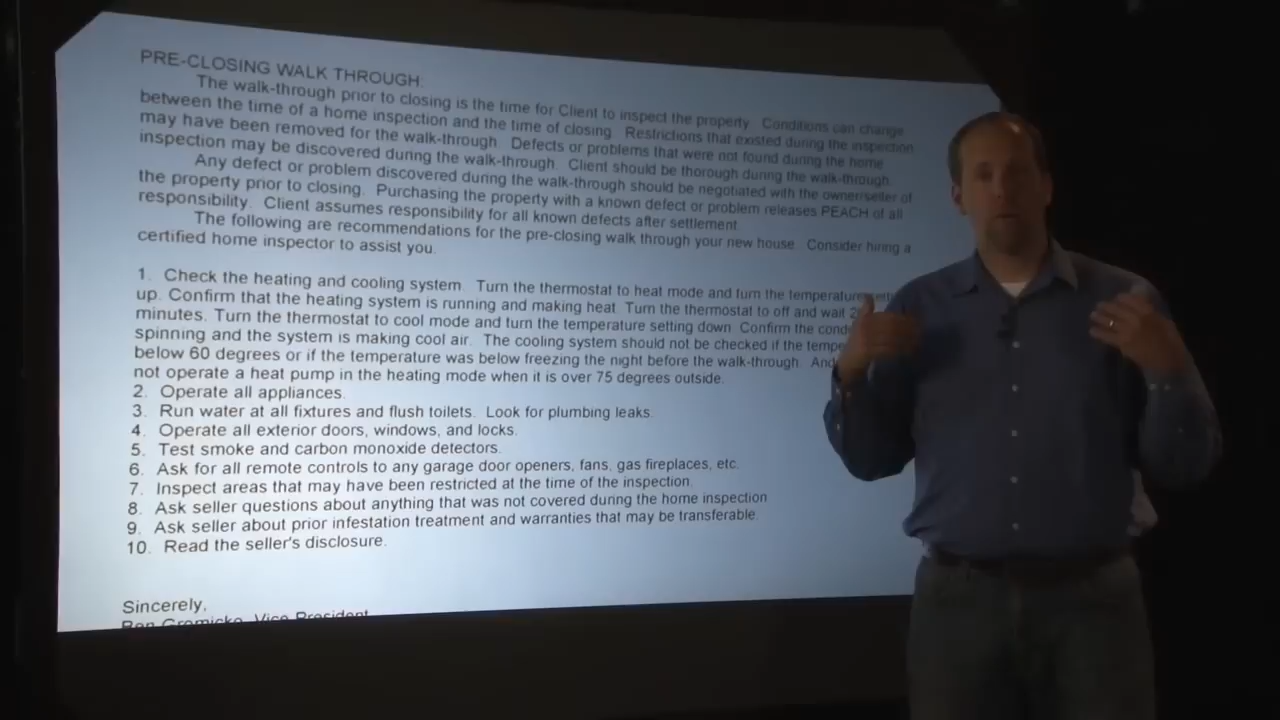 PRE-CLOSING WALK THROUGH.
The walk-through prior to closing is the time for Client to inspect the property. Conditions can change
between the time of a home inspection and the time of closing. Restrictions that existed during the inspection
may have been removed for the walk-through. Defects or problems that were not found during the home
inspection may be discovered during the walk-through. Client should be thorough during the walk-through.
Any defect or problem discovered during the walk-through should be negotiated with the owner/seller of
the property prior to closing. Purchasing the property with a known defect or problem releases PEACH of all
responsibility. Client assumes responsibility for all known defects after settlement.
The following are recommendations for the pre-closing walk through your new house. Consider hiring a
certified home inspector to assist you.
1. Check the heating and cooling system. Turn the thermostat to heat mode and turn the temperature
up. Confirm that the heating system is running and making heat. Turn the thermostat to off and wait
minutes. Turn the thermostat to cool mode and turn the temperature setting down. Confirm the
spinning and the system is making cool air. The cooling system should not be checked if the
below 60 degrees or if the temperature was below freezing the night before the walk-through. And
not operate a heat pump in the heating mode when it is over 75 degrees outside.
2. Operate all appliances.
3. Run water at all fixtures and flush toilets. Look for plumbing leaks.
4. Operate all exterior doors, windows, and locks.
5. Test smoke and carbon monoxide detectors.
6. Ask for all remote controls to any garage door openers, fans, gas fireplaces, etc.
7. Inspect areas that may have been restricted at the time of the inspection.
8. Ask seller questions about anything that was not covered during the home inspection
9. Ask seller about prior infestation treatment and warranties that may be transferable.
10. Read the seller's disclosure.
Sincerely,
Ben Gromicko, Vice President